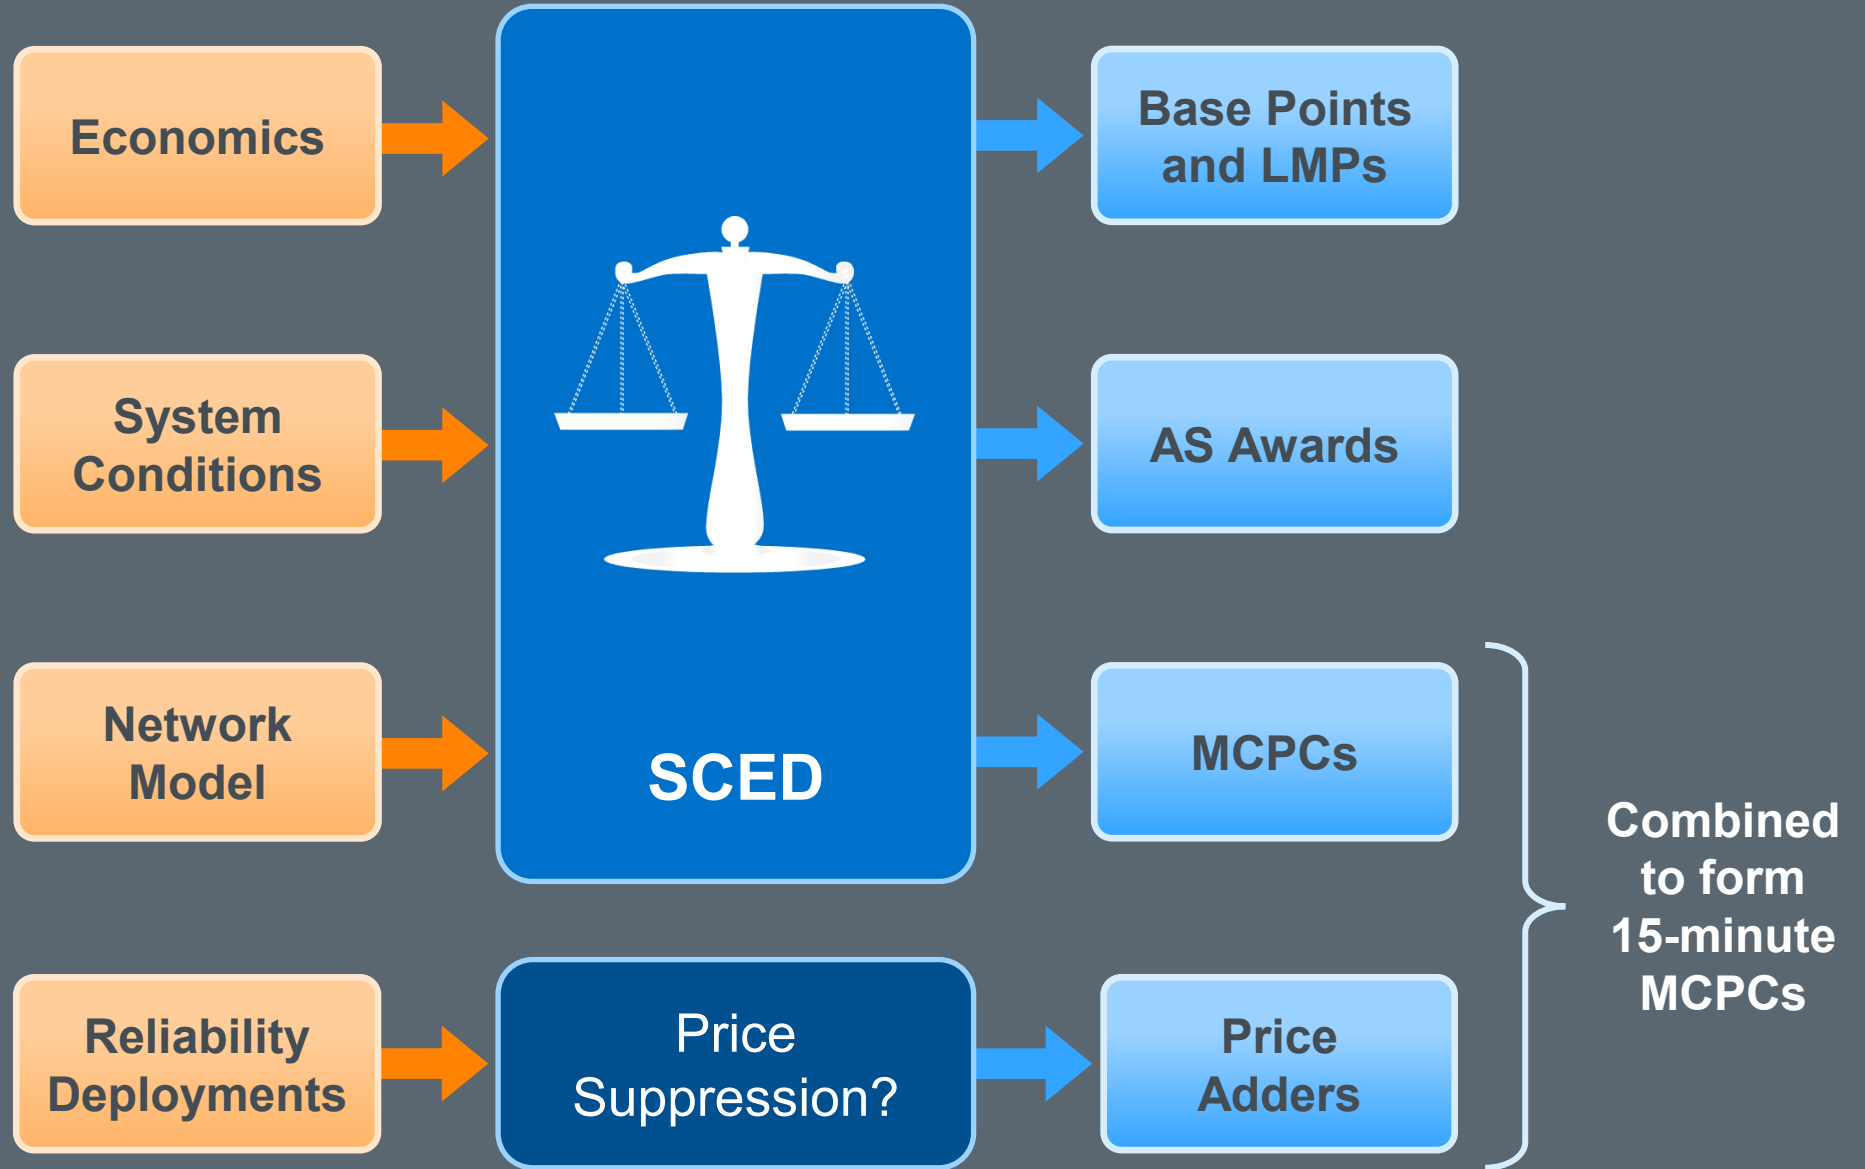 Economics
Base Points
and LMPs
System
Conditions
AS Awards
Network
Model
SCED
MCPCs
Combined
to form
15-minute
MCPCs
Reliability
Deployments
Price
Suppression?
Price
Adders